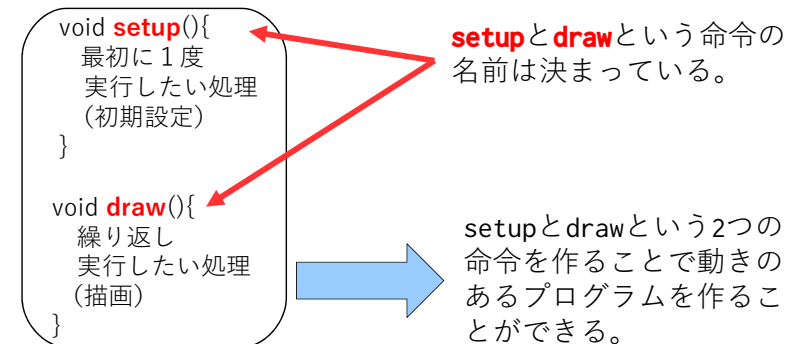 void setup(){
最初に１度
実行したい処理
(初期設定)
}
void draw(){
繰り返し
実行したい処理
(描画)
}
setupとdrawという命令の
名前は決まっている。
setupとdrawという2つの
命令を作ることで動きの
あるプログラムを作るこ
とができる。